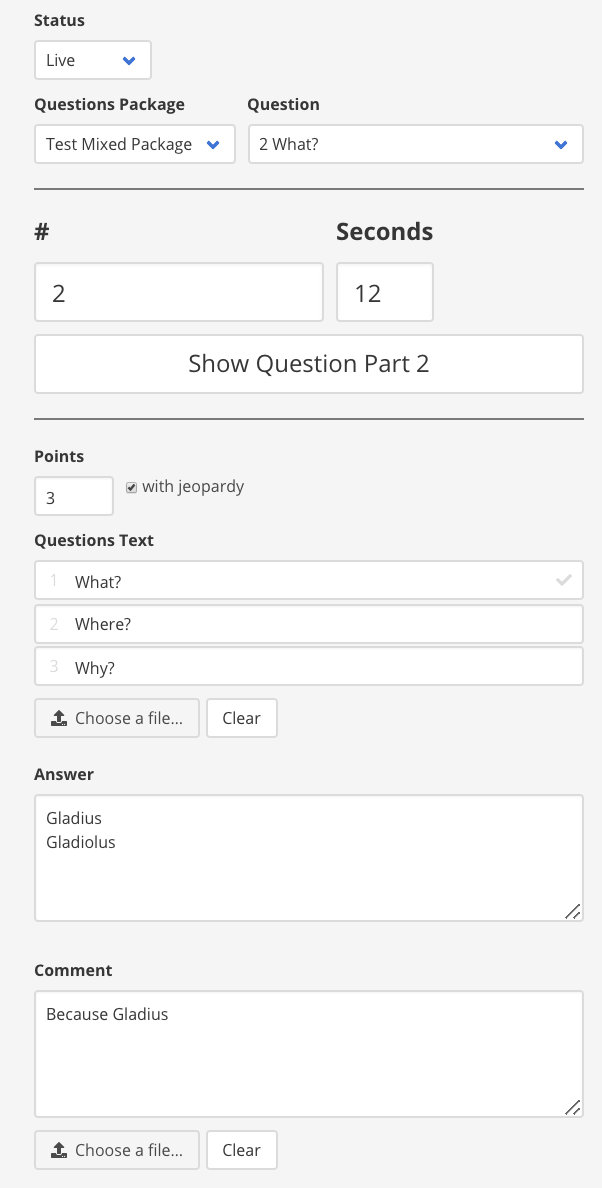 Status
Live
Questions Package Question
Test Mixed Package 2 What?
# Seconds
2 12
Show Question Part 2
Points
3 with jeopardy
Questions Text
1 What?
2 Where?
3 Why?
Choose a file... Clear
Answer
Gladius
Gladiolus
Comment
Because Gladius
Choose a file... Clear